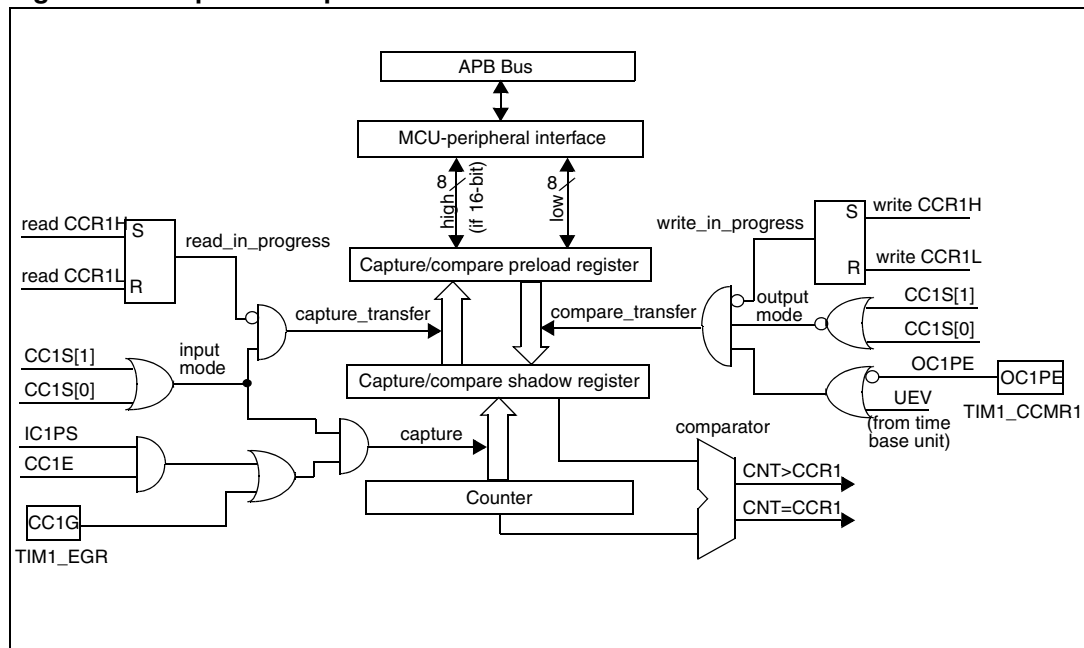 APB Bus
MCU-peripheral interface
8
high
(if 16-bit)
8
low
read CCR1H
S
read_in_progress
read CCR1L
R
write_in_progress
S
write CCR1H
R
write CCR1L
Capture/compare preload register
capture_transfer
compare_transfer
output
mode
CC1S[1]
CC1S[0]
CC1S[1]
input
mode
CC1S[0]
Capture/compare shadow register
OC1PE
OC1PE
UEV
TIM1_CCMR1
(from time
base unit)
IC1PS
CC1E
capture
comparator
CNT>CCR1
Counter
CNT=CCR1
CC1G
TIM1_EGR